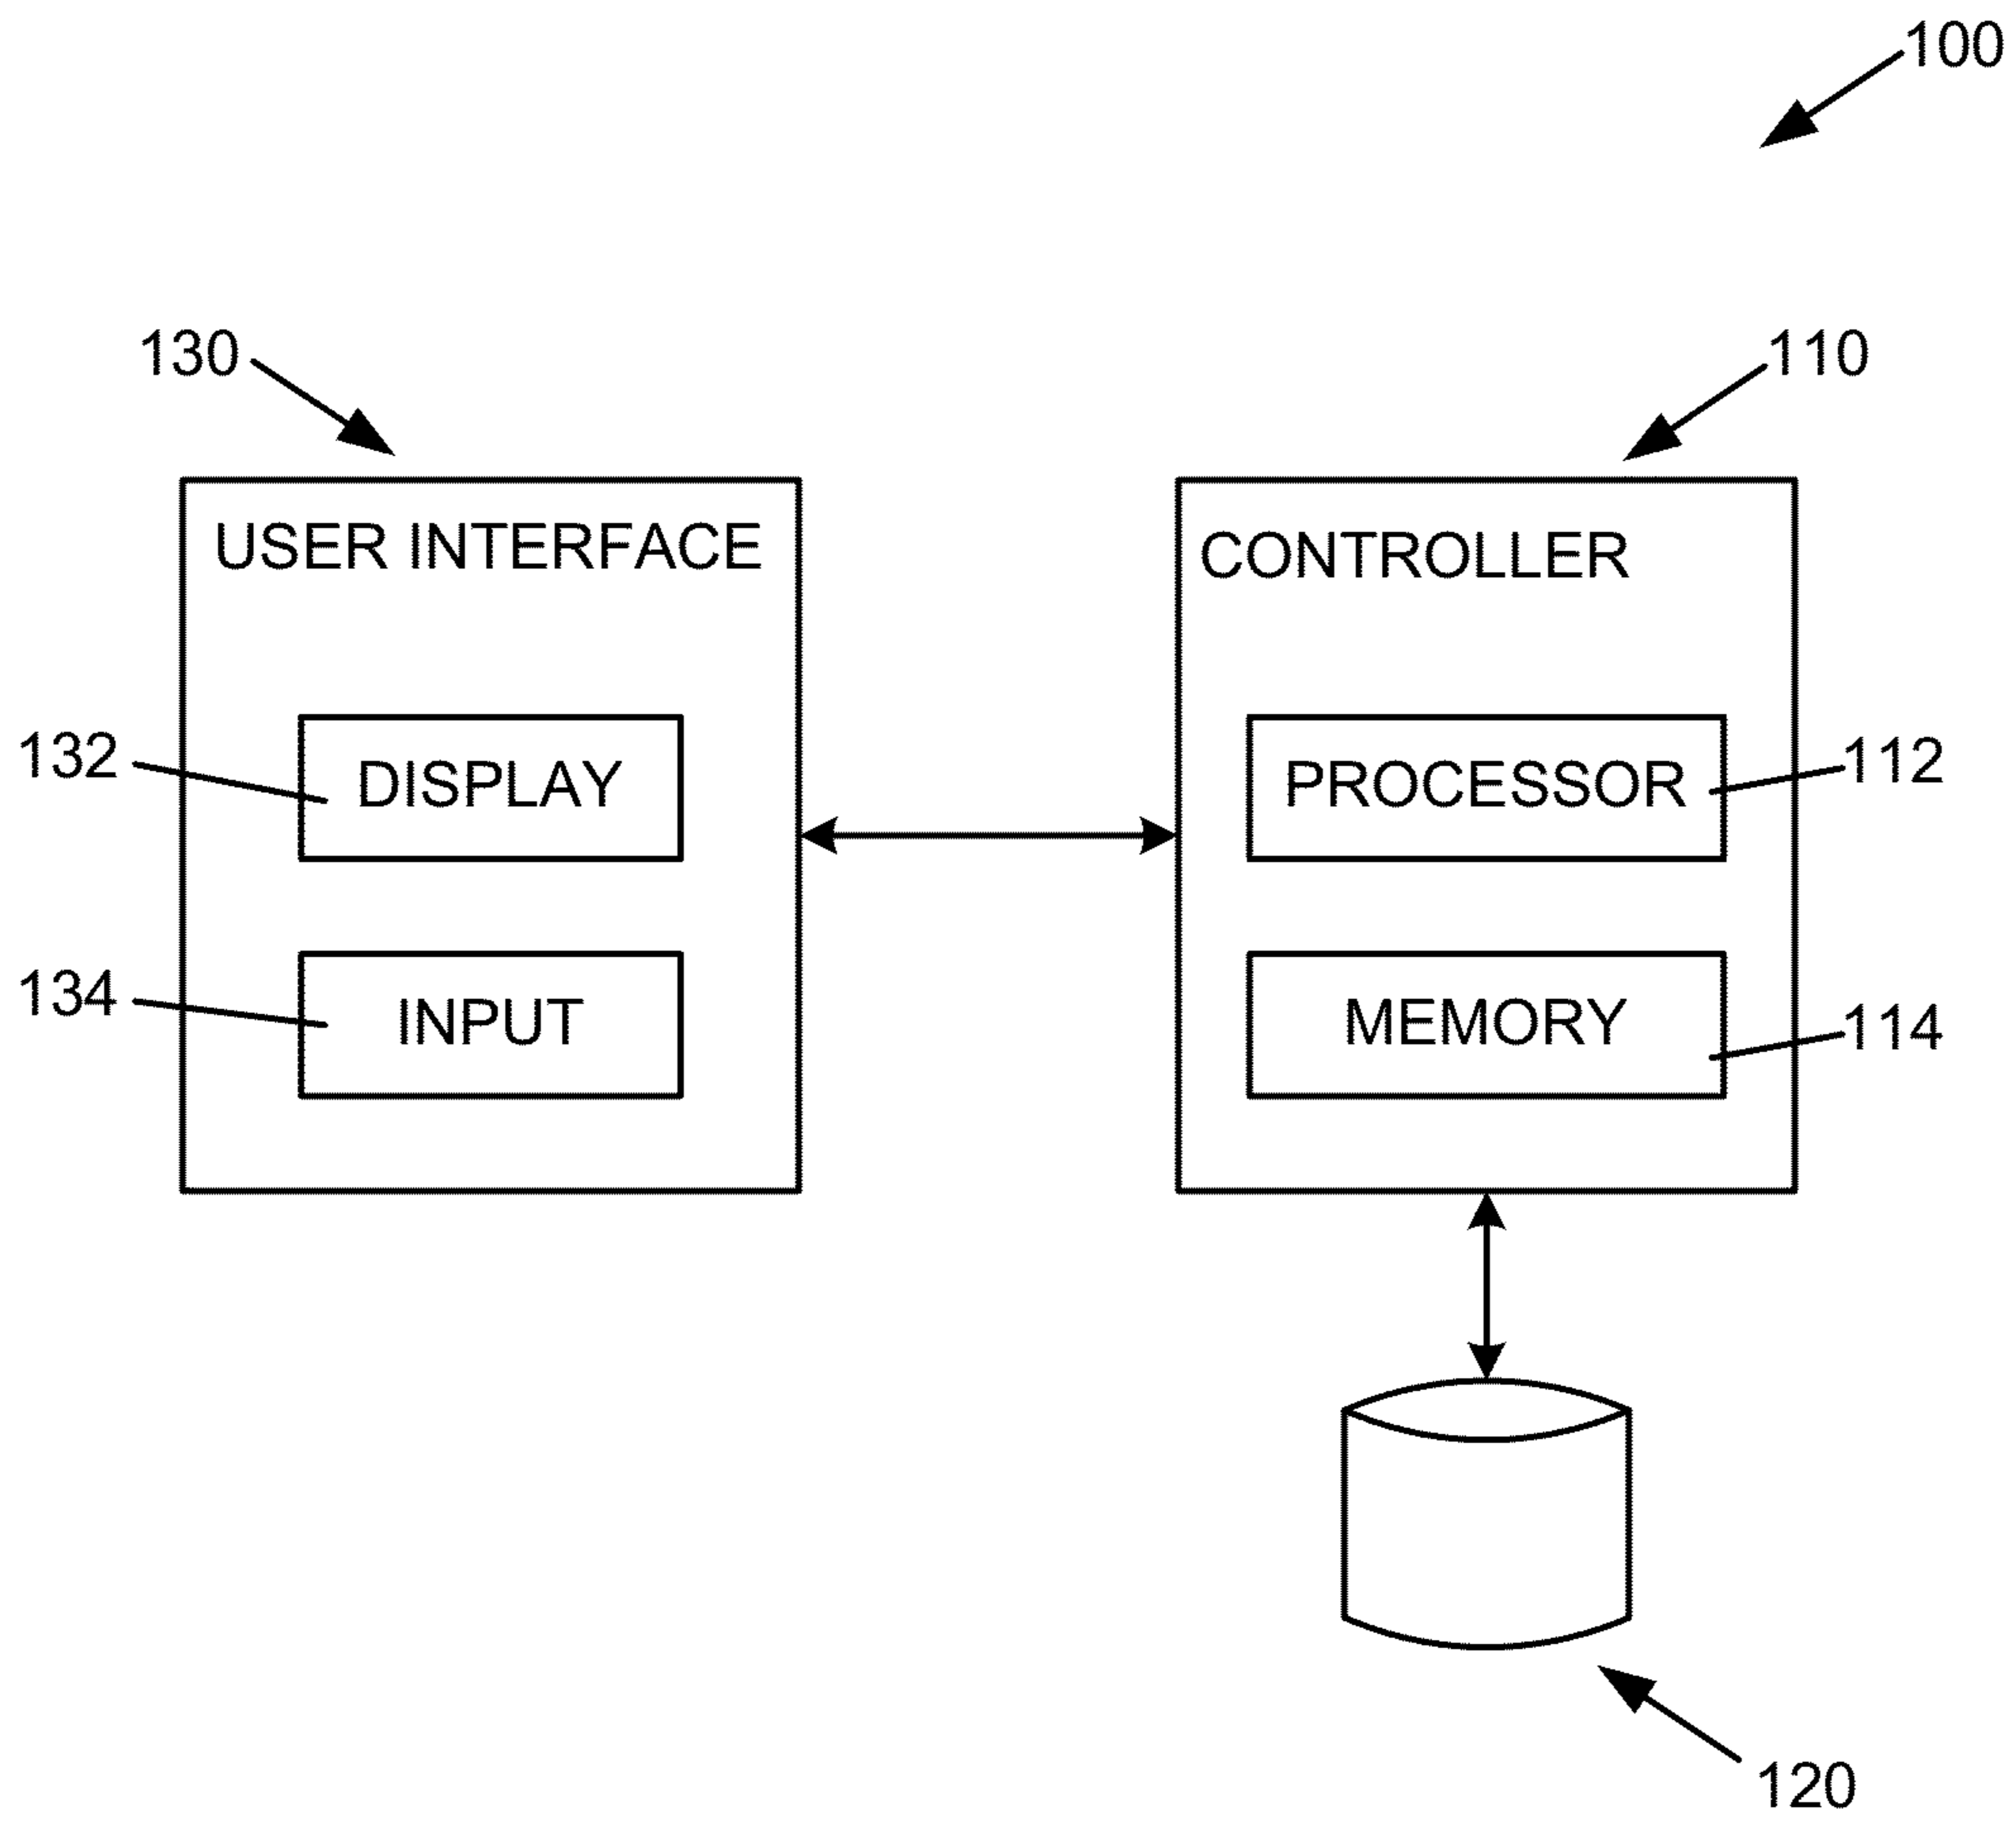 100
130
110
USER INTERFACE
CONTROLLER
132
DISPLAY
PROCESSOR
112
134
INPUT
MEMORY
114
120